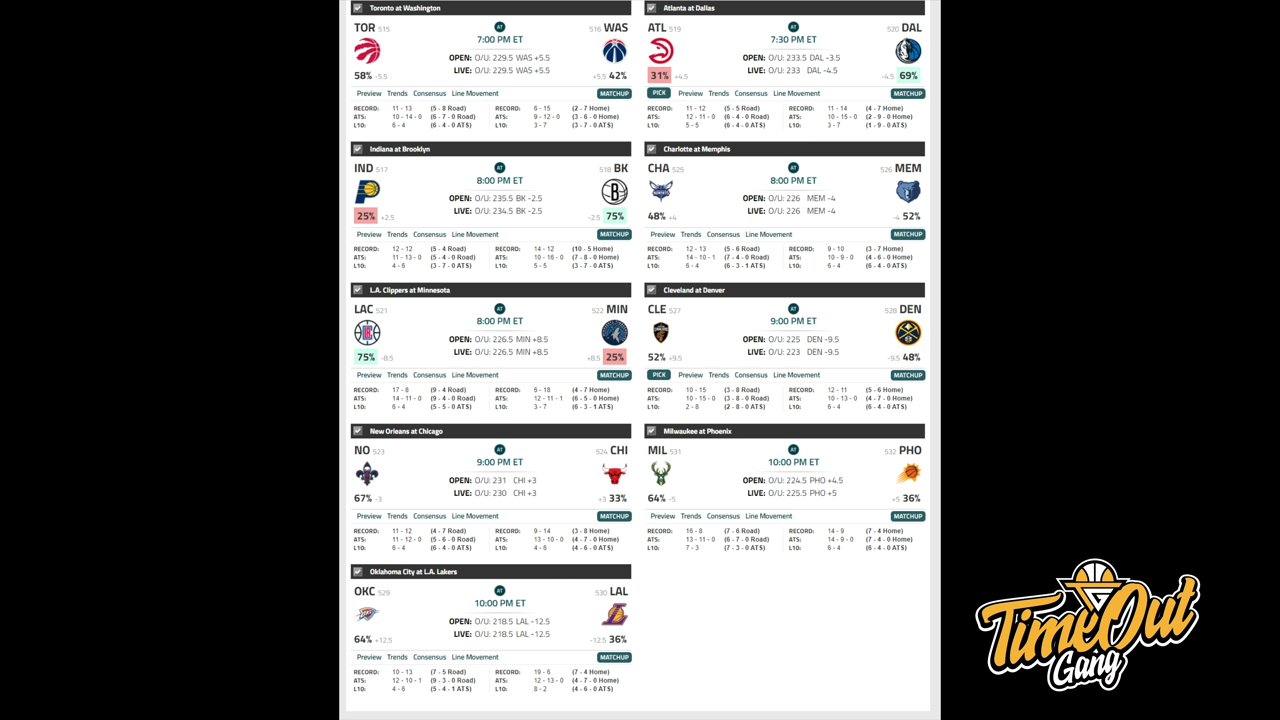 Toronto at Washington
TOR 515
AT
516 WAS
7:00 PM ET
OPEN: O/U: 229.5 WAS +5.5
LIVE: O/U: 229.5 WAS +5.5
58% -5.5
+5.5 42%
Preview Trends Consensus Line Movement MATCHUP
RECORD: 11 - 13 (5 - 8 Road) RECORD: 6 - 15 (2 - 7 Home)
ATS: 10 - 14 - 0 (6 - 7 - 0 Road) ATS: 9 - 12 - 0 (3 - 6 - 0 Home)
L10: 6 - 4 (6 - 4 - 0 ATS) L10: 3 - 7 (3 - 7 - 0 ATS)
Atlanta at Dallas
ATL 519
AT
520 DAL
7:30 PM ET
OPEN: O/U: 233.5 DAL -3.5
LIVE: O/U: 233 DAL -4.5
31% +4.5
-4.5 69%
PICK Preview Trends Consensus Line Movement MATCHUP
RECORD: 11 - 12 (5 - 5 Road) RECORD: 11 - 14 (4 - 7 Home)
ATS: 12 - 11 - 0 (6 - 4 - 0 Road) ATS: 10 - 15 - 0 (2 - 9 - 0 Home)
L10: 5 - 5 (6 - 4 - 0 ATS) L10: 3 - 7 (1 - 9 - 0 ATS)
Indiana at Brooklyn
IND 517
AT
518 BK
8:00 PM ET
OPEN: O/U: 235.5 BK -2.5
LIVE: O/U: 234.5 BK -2.5
25% +2.5
-2.5 75%
Preview Trends Consensus Line Movement MATCHUP
RECORD: 12 - 12 (5 - 4 Road) RECORD: 14 - 12 (10 - 5 Home)
ATS: 11 - 13 - 0 (5 - 4 - 0 Road) ATS: 10 - 16 - 0 (7 - 8 - 0 Home)
L10: 4 - 6 (3 - 7 - 0 ATS) L10: 5 - 5 (3 - 7 - 0 ATS)
Charlotte at Memphis
CHA 525
AT
526 MEM
8:00 PM ET
OPEN: O/U: 226 MEM -4
LIVE: O/U: 226 MEM -4
48% +4
-4 52%
Preview Trends Consensus Line Movement MATCHUP
RECORD: 12 - 13 (5 - 6 Road) RECORD: 9 - 10 (3 - 7 Home)
ATS: 14 - 10 - 1 (7 - 4 - 0 Road) ATS: 10 - 9 - 0 (4 - 6 - 0 Home)
L10: 6 - 4 (6 - 3 - 1 ATS) L10: 6 - 4 (6 - 4 - 0 ATS)
L.A. Clippers at Minnesota
LAC 521
AT
522 MIN
8:00 PM ET
OPEN: O/U: 226.5 MIN +8.5
LIVE: O/U: 226.5 MIN +8.5
75% -8.5
+8.5 25%
Preview Trends Consensus Line Movement MATCHUP
RECORD: 17 - 8 (9 - 4 Road) RECORD: 6 - 18 (4 - 7 Home)
ATS: 14 - 11 - 0 (9 - 4 - 0 Road) ATS: 12 - 11 - 1 (6 - 5 - 0 Home)
L10: 6 - 4 (5 - 5 - 0 ATS) L10: 3 - 7 (6 - 3 - 1 ATS)
Cleveland at Denver
CLE 527
AT
528 DEN
9:00 PM ET
OPEN: O/U: 225 DEN -9.5
LIVE: O/U: 223 DEN -9.5
52% +9.5
-9.5 48%
PICK Preview Trends Consensus Line Movement MATCHUP
RECORD: 10 - 15 (3 - 8 Road) RECORD: 12 - 11 (5 - 6 Home)
ATS: 10 - 15 - 0 (3 - 8 - 0 Road) ATS: 10 - 13 - 0 (4 - 7 - 0 Home)
L10: 2 - 8 (2 - 8 - 0 ATS) L10: 6 - 4 (6 - 4 - 0 ATS)
New Orleans at Chicago
NO 523
AT
524 CHI
9:00 PM ET
OPEN: O/U: 231 CHI +3
LIVE: O/U: 230 CHI +3
67% -3
+3 33%
Preview Trends Consensus Line Movement MATCHUP
RECORD: 11 - 12 (4 - 7 Road) RECORD: 9 - 14 (3 - 8 Home)
ATS: 11 - 12 - 0 (5 - 6 - 0 Road) ATS: 13 - 10 - 0 (4 - 7 - 0 Home)
L10: 6 - 4 (6 - 4 - 0 ATS) L10: 4 - 6 (4 - 6 - 0 ATS)
Milwaukee at Phoenix
MIL 531
AT
532 PHO
10:00 PM ET
OPEN: O/U: 224.5 PHO +4.5
LIVE: O/U: 225.5 PHO +5
64% -5
+5 36%
Preview Trends Consensus Line Movement MATCHUP
RECORD: 16 - 8 (7 - 6 Road) RECORD: 14 - 9 (7 - 4 Home)
ATS: 13 - 11 - 0 (6 - 7 - 0 Road) ATS: 14 - 9 - 0 (7 - 4 - 0 Home)
L10: 7 - 3 (7 - 3 - 0 ATS) L10: 6 - 4 (6 - 4 - 0 ATS)
Oklahoma City at L.A. Lakers
OKC 529
AT
530 LAL
10:00 PM ET
OPEN: O/U: 218.5 LAL -12.5
LIVE: O/U: 218.5 LAL -12.5
64% +12.5
-12.5 36%
Preview Trends Consensus Line Movement MATCHUP
RECORD: 10 - 13 (7 - 5 Road) RECORD: 19 - 6 (7 - 4 Home)
ATS: 12 - 10 - 1 (9 - 3 - 0 Road) ATS: 12 - 13 - 0 (4 - 7 - 0 Home)
L10: 4 - 6 (5 - 4 - 1 ATS) L10: 8 - 2 (4 - 6 - 0 ATS)
TimeOut
Gang